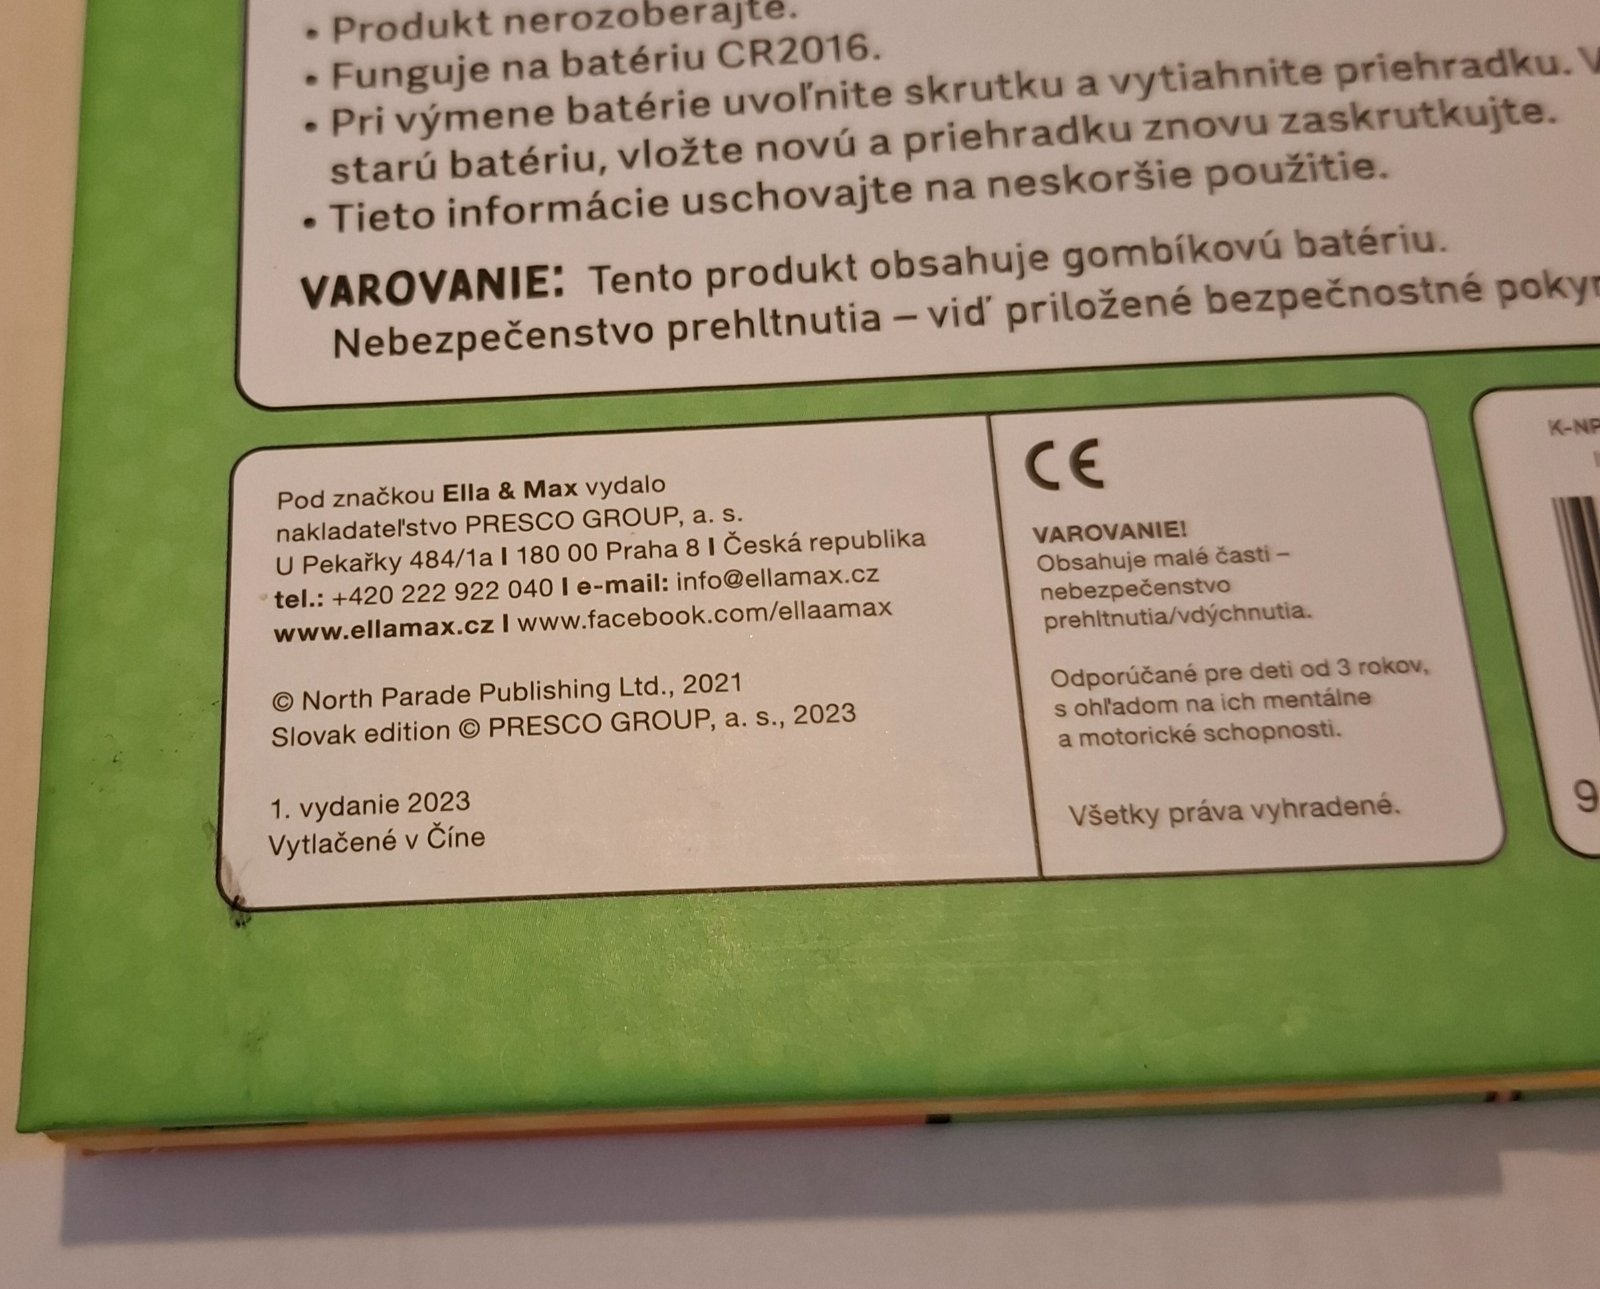 • Produkt nerozoberajte.
• Funguje na batériu CR2016.
• Pri výmene batérie uvoľnite skrutku a vytiahnite priehradku.
starú batériu, vložte novú a priehradku znovu zaskrutkujte.
• Tieto informácie uschovajte na neskoršie použitie.
VAROVANIE: Tento produkt obsahuje gombíkovú batériu.
Nebezpečenstvo prehltnutia – viď priložené bezpečnostné
Pod značkou Ella & Max vydalo
nakladateľstvo PRESCO GROUP, a. s.
U Pekařky 484/1a I 180 00 Praha 8 I Česká republika
tel.: +420 222 922 040 I e-mail: info@ellamax.cz
www.ellamax.cz I www.facebook.com/ellaamax
© North Parade Publishing Ltd., 2021
Slovak edition © PRESCO GROUP, a. s., 2023
1. vydanie 2023
Vytlačené v Číne
CE
VAROVANIE!
Obsahuje malé časti –
nebezpečenstvo
prehltnutia/vdýchnutia.
Odporúčané pre deti od 3 rokov,
s ohľadom na ich mentálne
a motorické schopnosti.
Všetky práva vyhradené.
K-NP
9